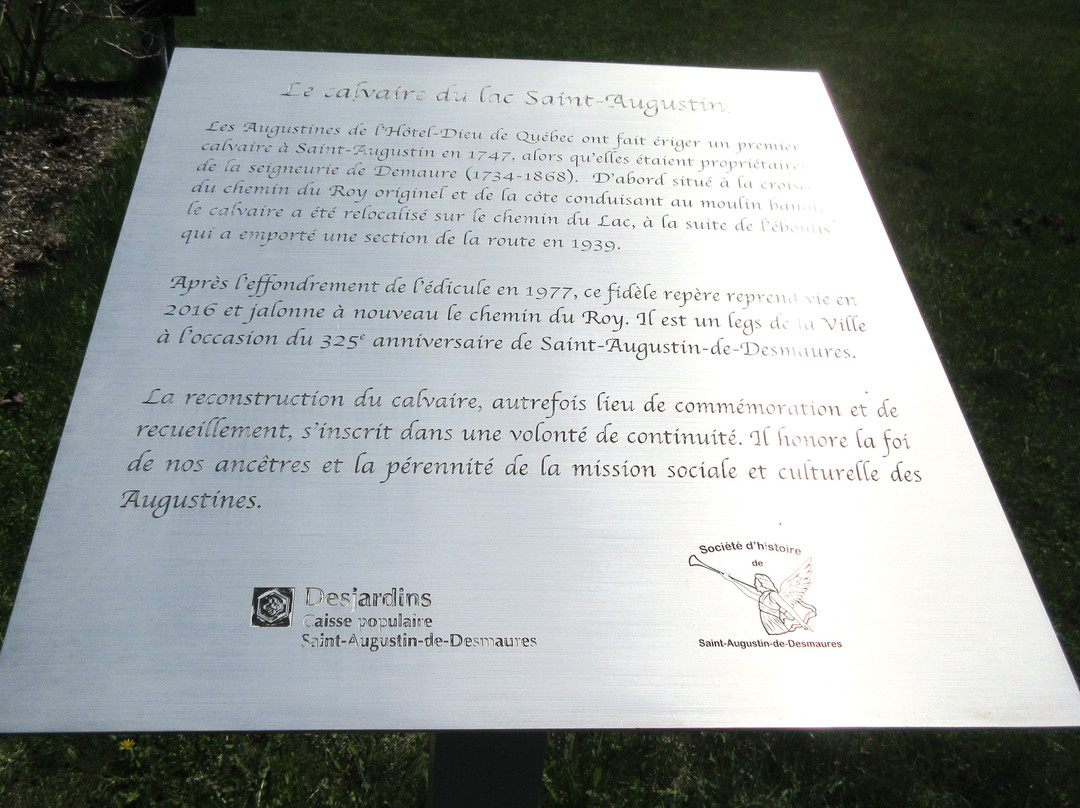 Le calvaire du lac Saint-Augustin
Les Augustines de l'Hôtel-Dieu de Québec ont fait ériger un premier
calvaire à Saint-Augustin en 1747, alors qu'elles étaient propriétaires
de la seigneurie de Demaure (1734-1868). D'abord situé à la
du chemin du Roy originel et de la côte conduisant au moulin banal,
le calvaire a été relocalisé sur le chemin du Lac, à la suite de l'éboulis
qui a emporté une section de la route en 1939.
Après l'effondrement de l'édicule en 1977, ce fidèle repère reprend vie en
2016 et jalonne à nouveau le chemin du Roy. Il est un legs de la Ville
à l'occasion du 325e anniversaire de Saint-Augustin-de-Desmaures.
La reconstruction du calvaire, autrefois lieu de commémoration et de
recueillement, s'inscrit dans une volonté de continuité. Il honore la foi
de nos ancêtres et la pérennité de la mission sociale et culturelle des
Augustines.
Desjardins
Caisse populaire
Saint-Augustin-de-Desmaures
Société d'histoire
de
Saint-Augustin-de-Desmaures